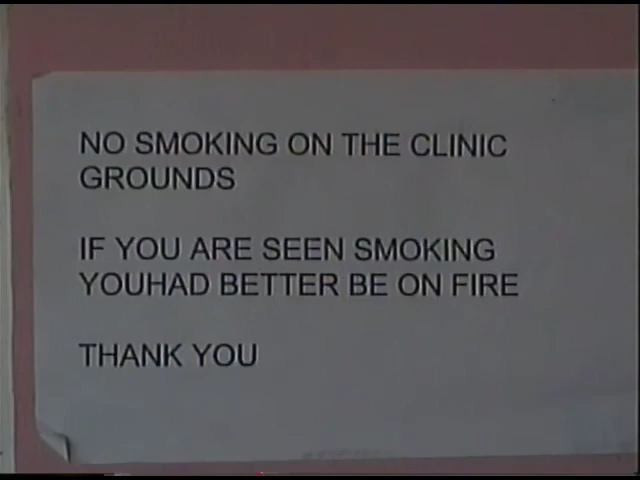 NO SMOKING ON THE CLINIC
GROUNDS
IF YOU ARE SEEN SMOKING
YOUHAD BETTER BE ON FIRE
THANK YOU